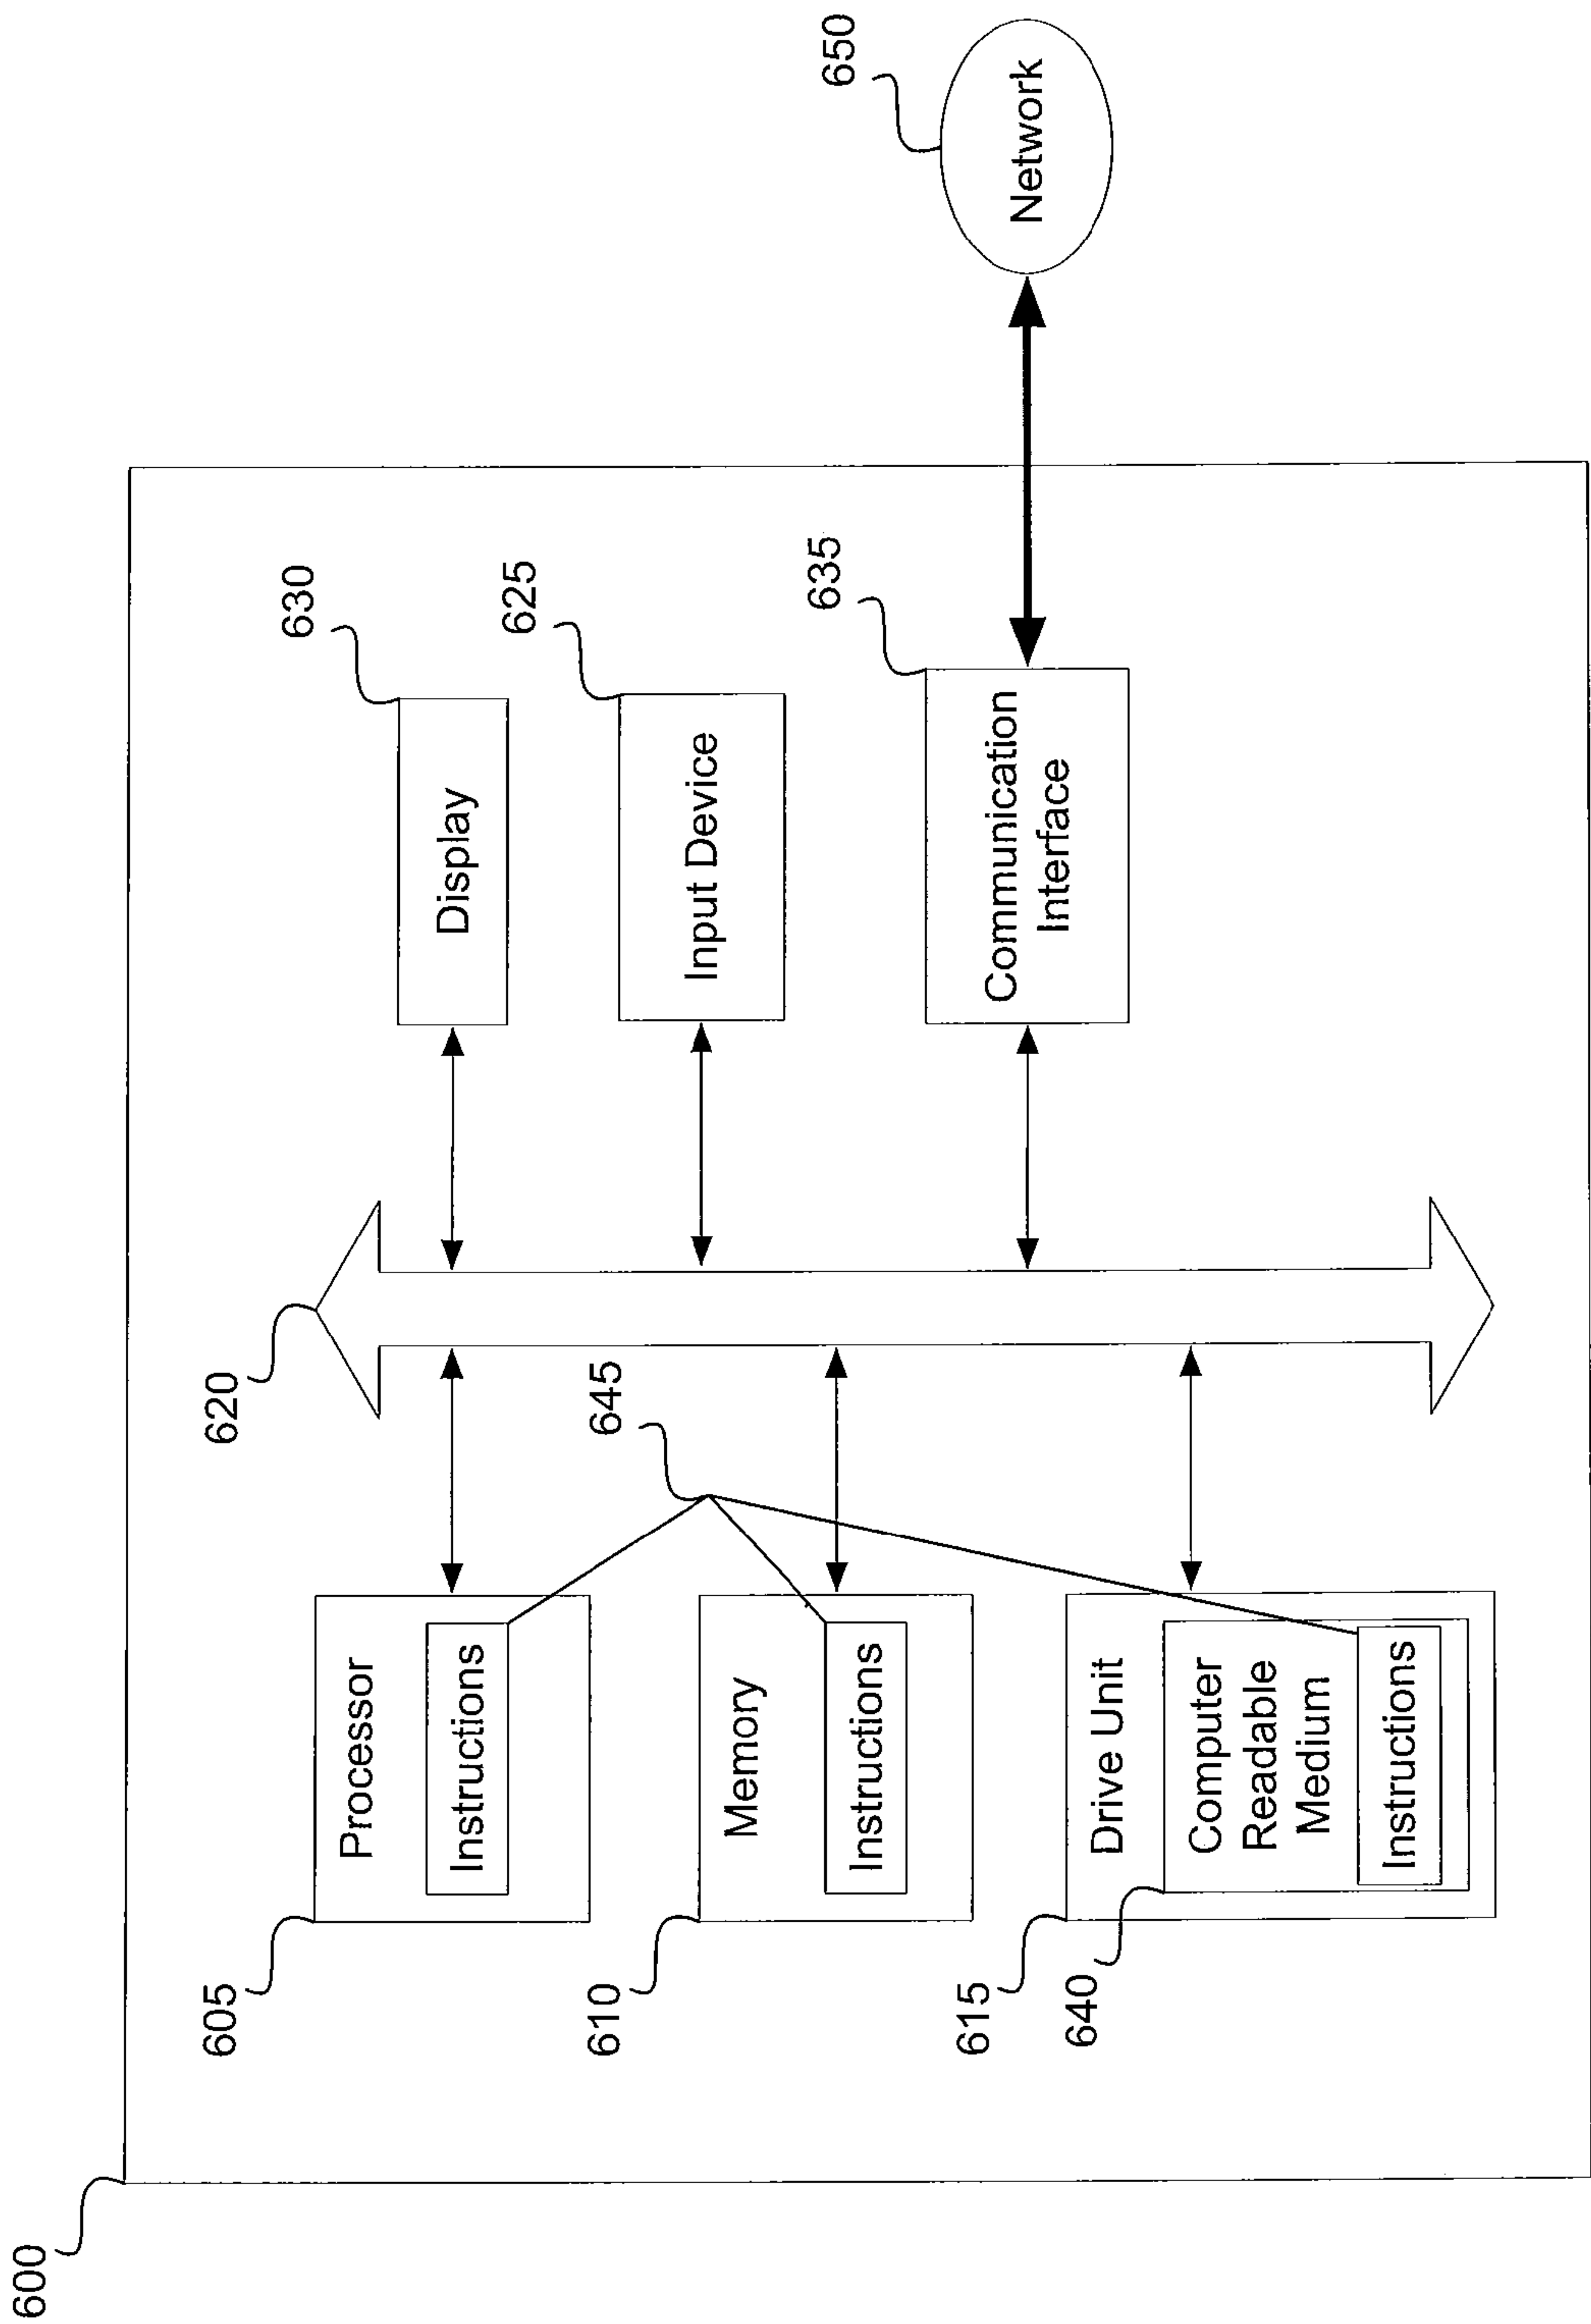 600
605
Processor
Instructions
610
Memory
Instructions
615
640
Drive Unit
Computer
Readable
Medium
Instructions
620
645
630
Display
625
Input Device
635
Communication
Interface
650
Network